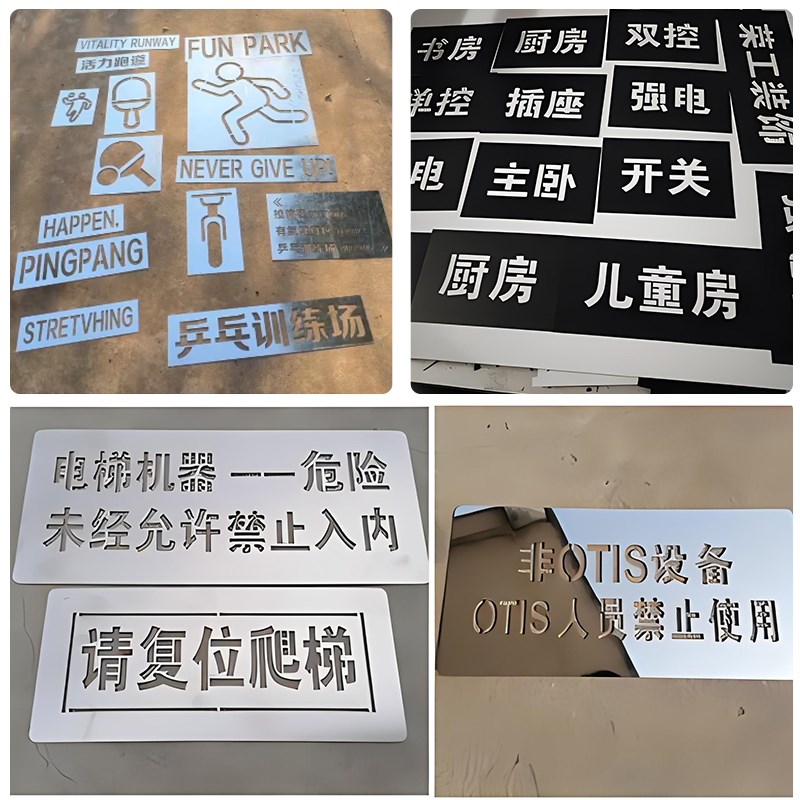 VITALITY RUNWAY
活力跑道
FUN PARK
NEVER GIVE UP!
HAPPEN.
PINGPANG
STRETVHING
乒乓训练场
书房
厨房
双控
单控
插座
强电
电
主卧
开关
厨房
儿童房
荣工装饰
电梯机器——危险
未经允许禁止入内
请复位爬梯
非OTIS设备
OTIS人员禁止使用